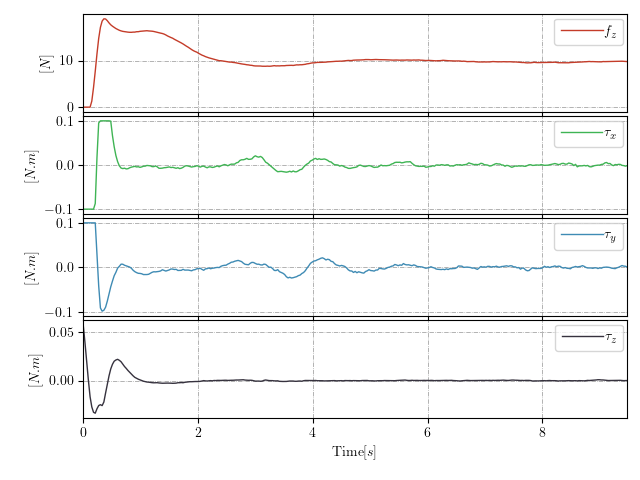 [N]
10
0
f_z
[N.m]
0.1
0.0
−0.1
τ_x
[N.m]
0.1
0.0
−0.1
τ_y
[N.m]
0.05
0.00
τ_z
0 2 4 6 8
Time[s]